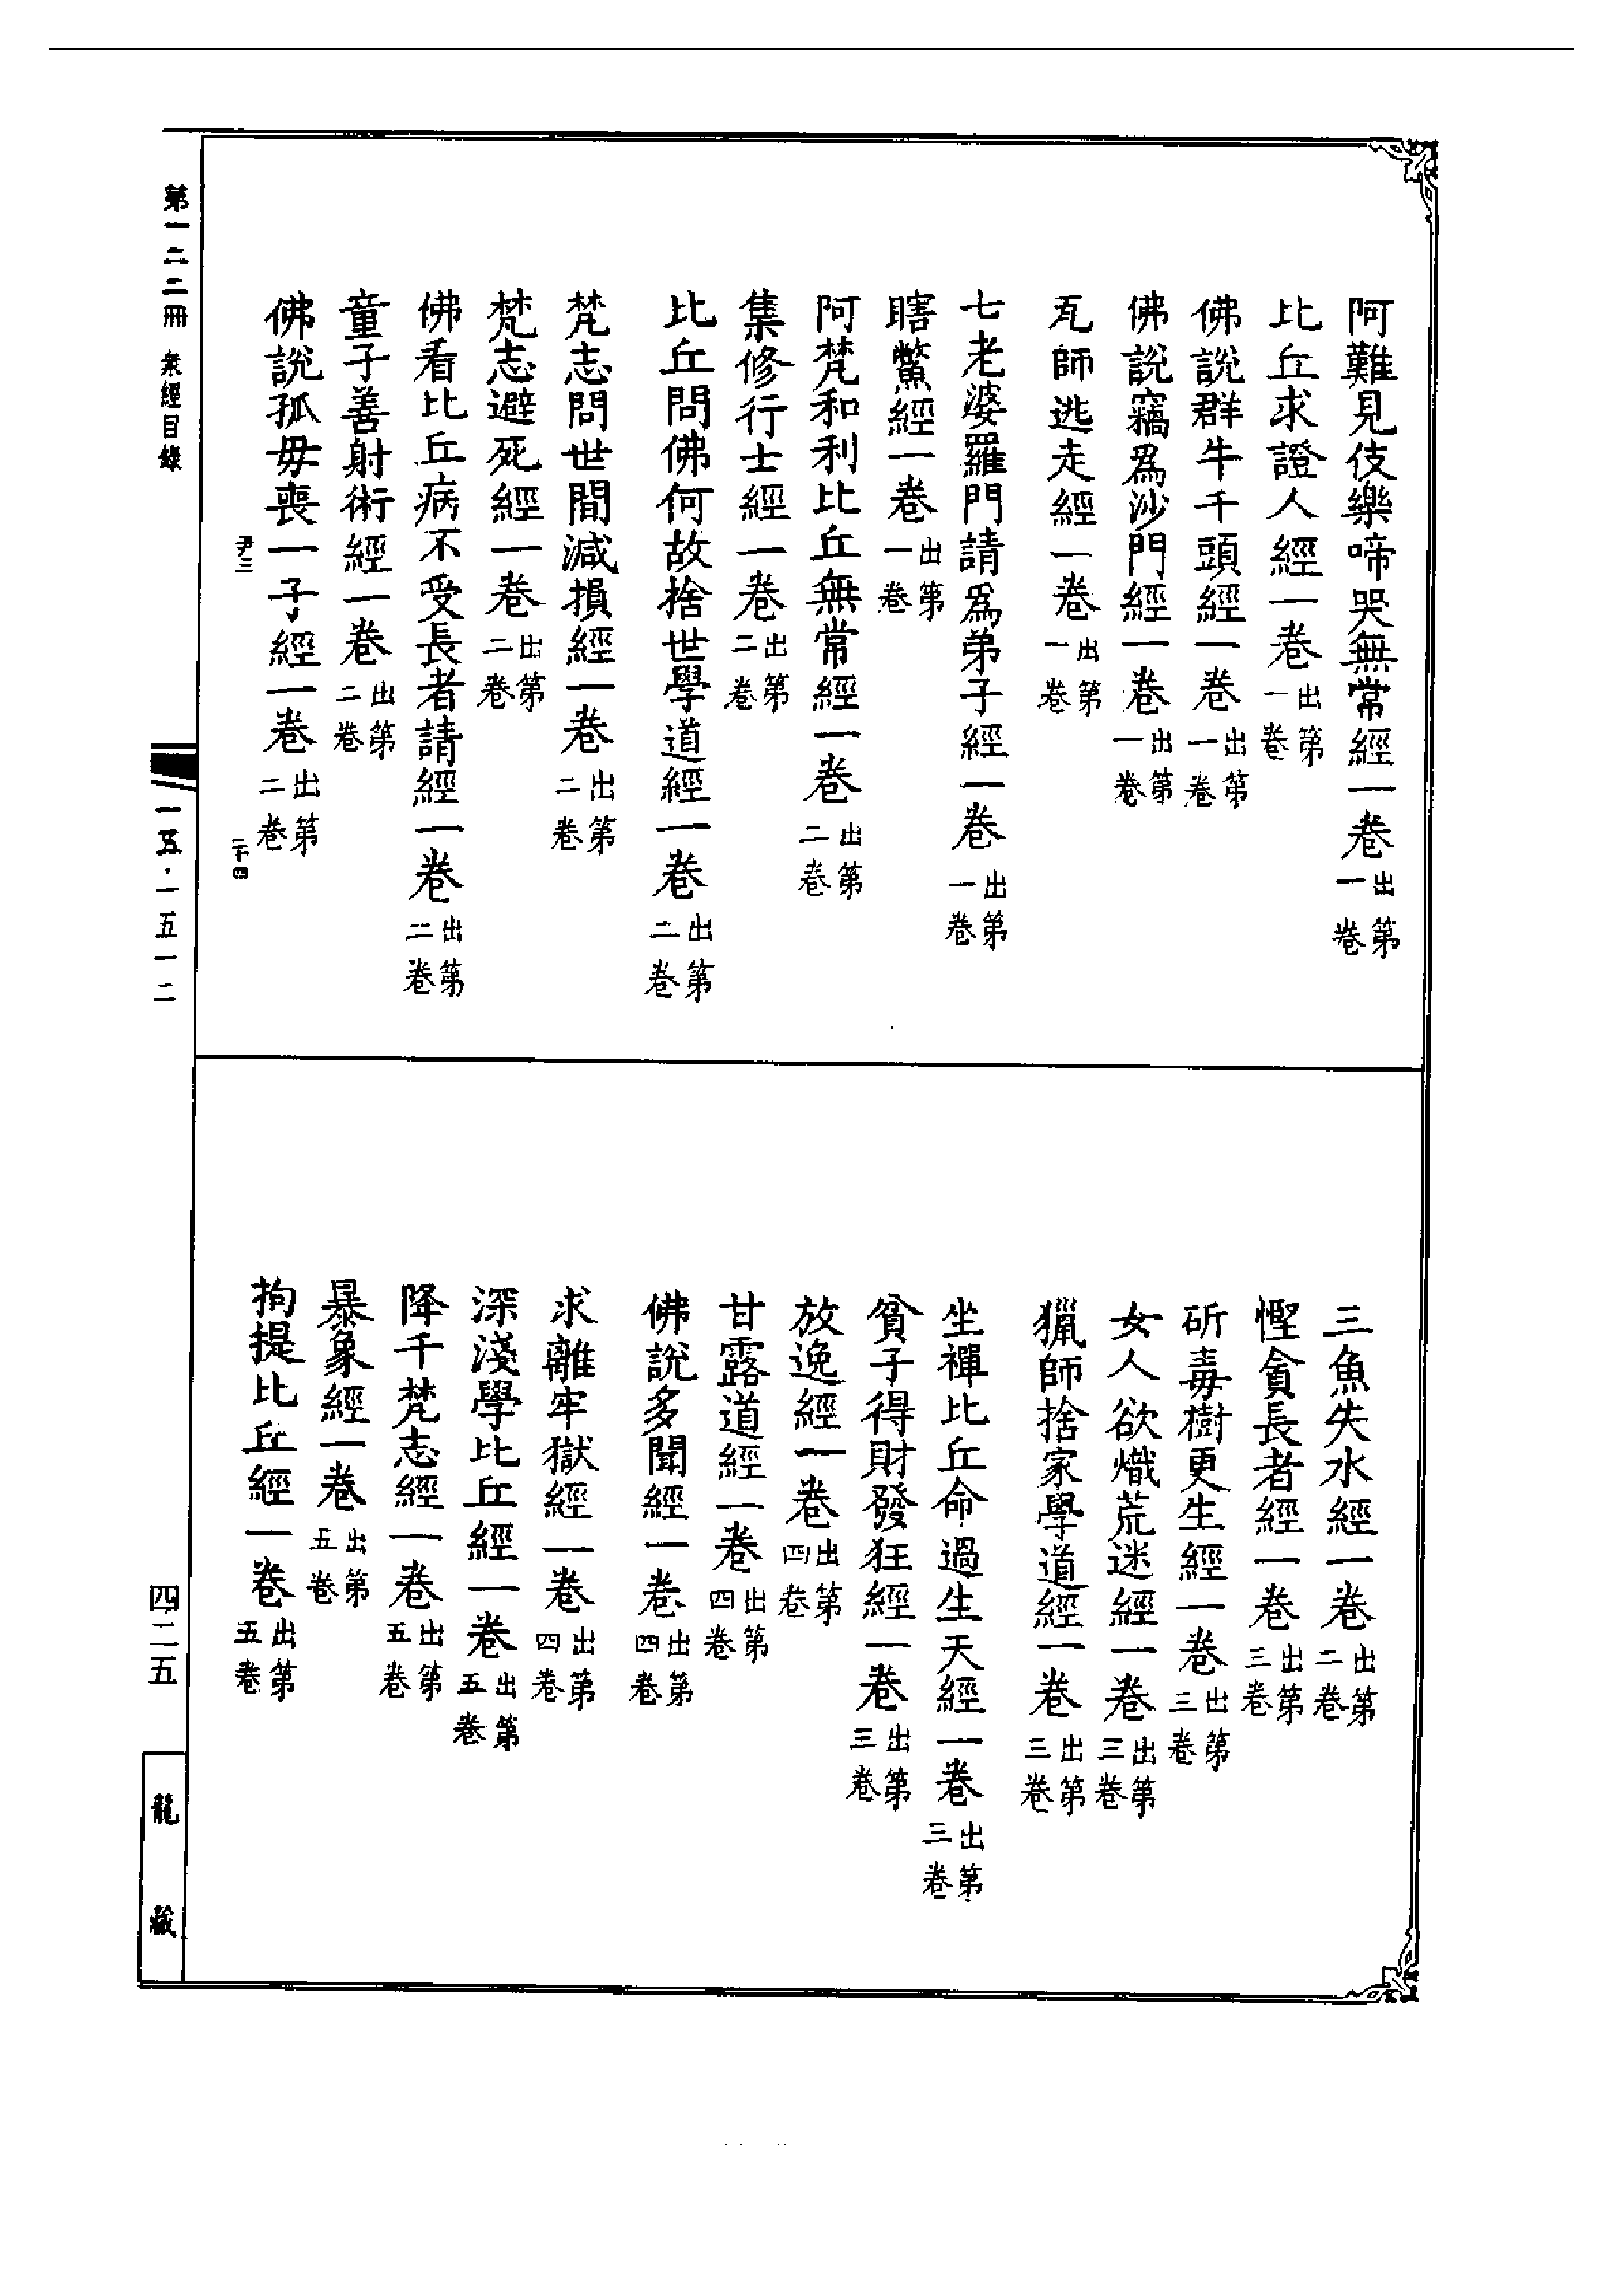 阿難見伎樂啼哭無常經一卷出第一卷
比丘求證人經一卷出第一卷
佛說群牛千頭經一卷出第一卷
佛說竊為沙門經一卷出第一卷
瓦師逃走經一卷出第一卷
七老婆羅門請為弟子經一卷出第一卷
瞎鱉經一卷出第一卷
阿梵和利比丘無常經一卷出第二卷
集修行士經一卷出第二卷
比丘問佛何故捨世學道經一卷出第二卷
梵志問世間減損經一卷出第二卷
梵志避死經一卷出第二卷
佛看比丘病不受長者請經一卷出第二卷
童子善射術經一卷出第二卷
佛說孤毋喪一子經一卷出第二卷
尹三
二十四
三魚失水經一卷出第二卷
慳貪長者經一卷出第三卷
斫毒樹更生經一卷出第三卷
女人欲熾荒迷經一卷出第三卷
獵師捨家學道經一卷出第三卷
坐禪比丘命過生天經一卷出第三卷
貧子得財發狂經一卷出第三卷
放逸經一卷出第四卷
甘露道經一卷出第四卷
佛說多聞經一卷出第四卷
求離牢獄經一卷出第四卷
深淺學比丘經一卷出第五卷
降千梵志經一卷出第五卷
暴象經一卷出第五卷
拘提比丘經一卷出第五卷
第一二二冊 衆經目錄
一五·一五一二
四二五
龍藏